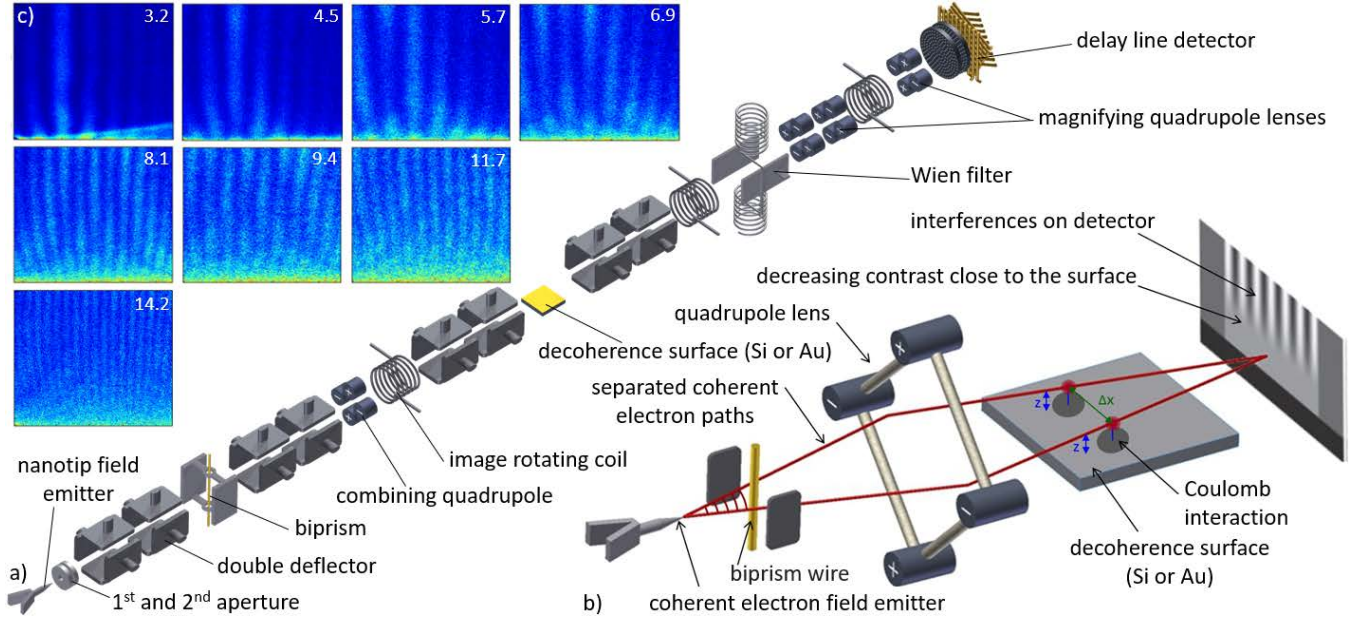 c)
3.2
4.5
5.7
6.9
8.1
9.4
11.7
14.2
delay line detector
magnifying quadrupole lenses
Wien filter
decoherence surface (Si or Au)
image rotating coil
combining quadrupole
biprism
double deflector
nanotip field
emitter
a)
1st and 2nd aperture
interferences on detector
decreasing contrast close to the surface
quadrupole lens
separated coherent
electron paths
+
−
−
+
z
Δx
z
Coulomb
interaction
decoherence surface
(Si or Au)
biprism wire
b)
coherent electron field emitter